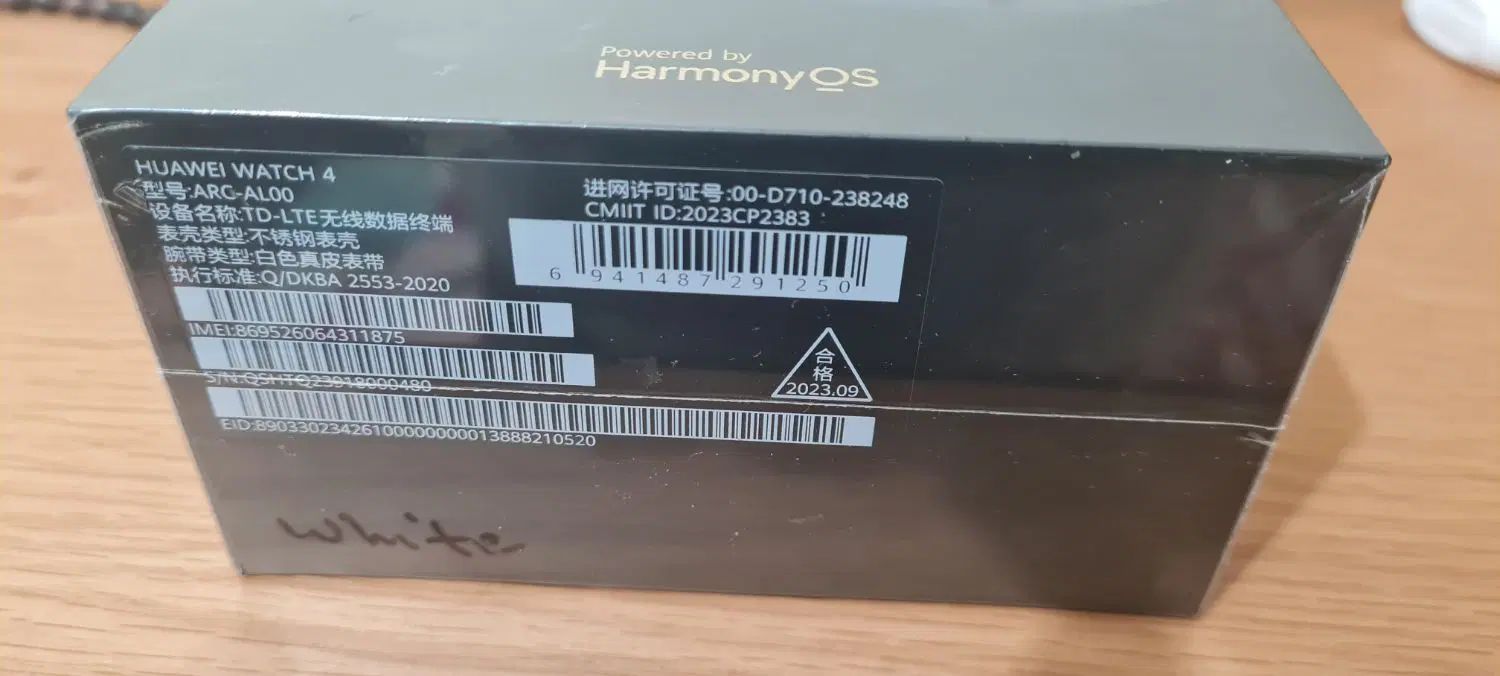 Powered by
HarmonyOS
HUAWEI WATCH 4
型号:ARC-AL00
设备名称:TD-LTE无线数据终端
表壳类型:不锈钢表壳
腕带类型:白色真皮表带
执行标准:Q/DKBA 2553-2020
进网许可证号:00-D710-238248
CMIIT ID:2023CP2383
6 941487 291250
IMEI:869526064311875
S/N:QSHTQ23918000480
合格
2023.09
EID:89033023426100000000013888210520
White